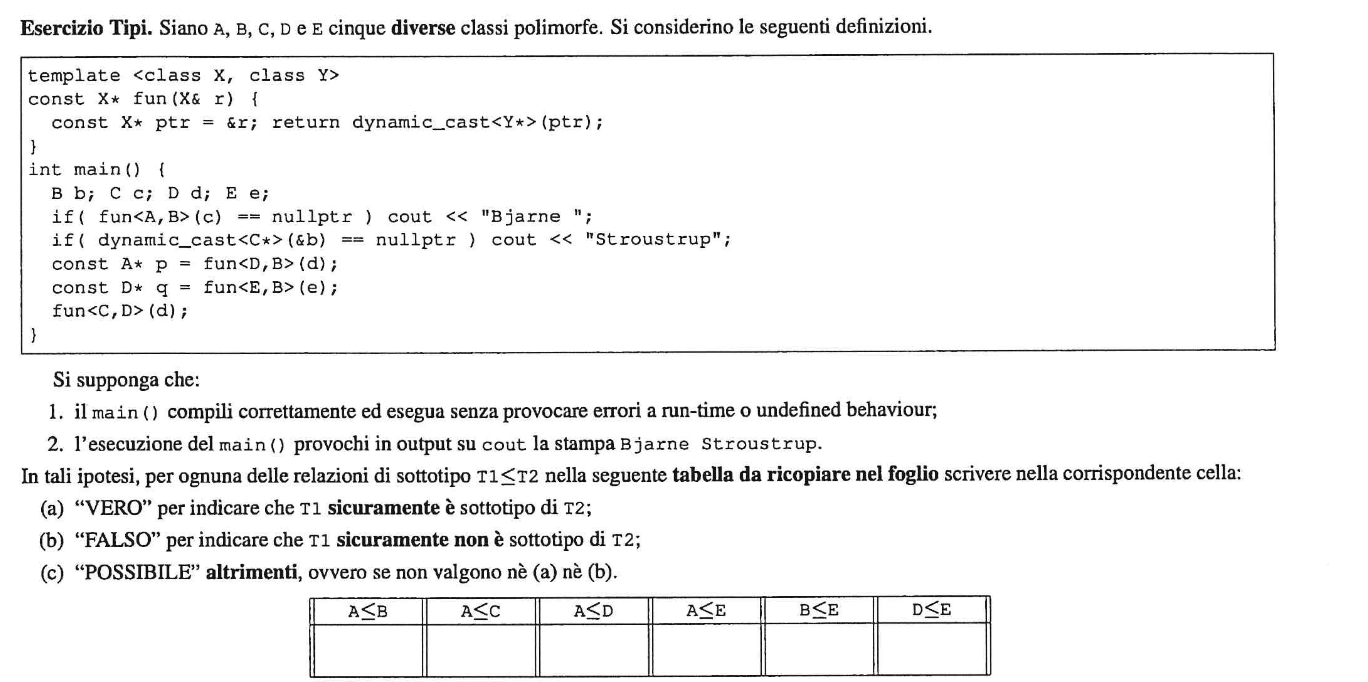 Esercizio Tipi. Siano A, B, C, D e E cinque diverse classi polimorfe. Si considerino le seguenti definizioni.
template <class X, class Y>
const X* fun(X& r) {
  const X* ptr = &r; return dynamic_cast<Y*>(ptr);
}
int main() {
  B b; C c; D d; E e;
  if( fun<A,B>(c) == nullptr ) cout << "Bjarne ";
  if( dynamic_cast<C*>(&b) == nullptr ) cout << "Stroustrup";
  const A* p = fun<D,B>(d);
  const D* q = fun<E,B>(e);
  fun<C,D>(d);
}
Si supponga che:
1. il main() compili correttamente ed esegua senza provocare errori a run-time o undefined behaviour;
2. l'esecuzione del main() provochi in output su cout la stampa Bjarne Stroustrup.
In tali ipotesi, per ognuna delle relazioni di sottotipo T1≤T2 nella seguente tabella da ricopiare nel foglio scrivere nella corrispondente cella:
(a) “VERO” per indicare che T1 sicuramente è sottotipo di T2;
(b) “FALSO” per indicare che T1 sicuramente non è sottotipo di T2;
(c) “POSSIBILE” altrimenti, ovvero se non valgono nè (a) nè (b).
A≤B A≤C A≤D A≤E B≤E D≤E